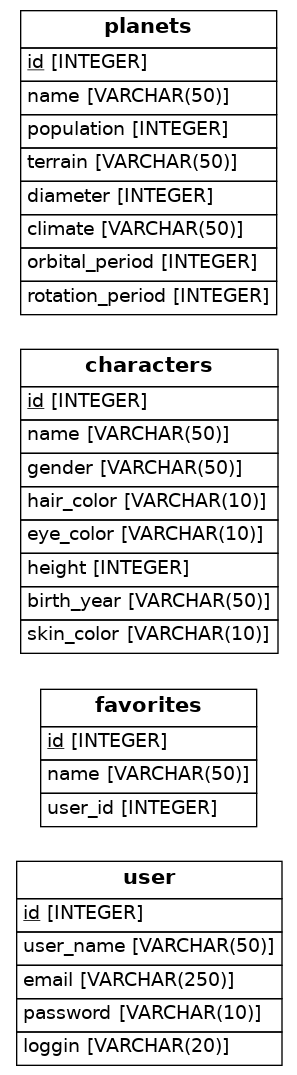 planets
id [INTEGER]
name [VARCHAR(50)]
population [INTEGER]
terrain [VARCHAR(50)]
diameter [INTEGER]
climate [VARCHAR(50)]
orbital_period [INTEGER]
rotation_period [INTEGER]
characters
id [INTEGER]
name [VARCHAR(50)]
gender [VARCHAR(50)]
hair_color [VARCHAR(10)]
eye_color [VARCHAR(10)]
height [INTEGER]
birth_year [VARCHAR(50)]
skin_color [VARCHAR(10)]
favorites
id [INTEGER]
name [VARCHAR(50)]
user_id [INTEGER]
user
id [INTEGER]
user_name [VARCHAR(50)]
email [VARCHAR(250)]
password [VARCHAR(10)]
loggin [VARCHAR(20)]